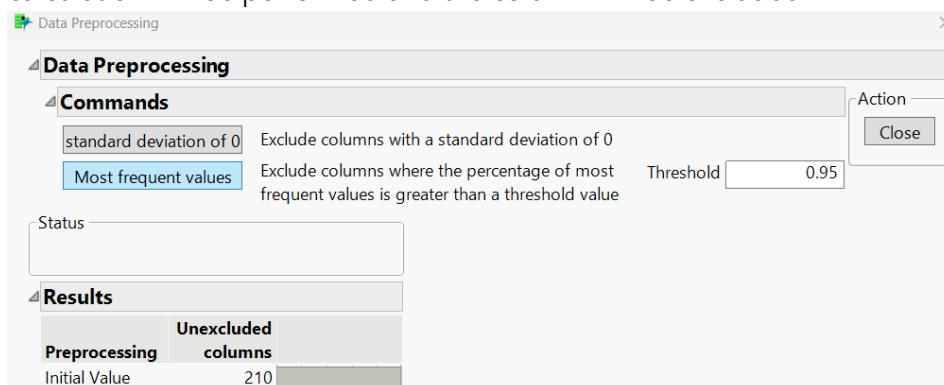 Data Preprocessing
Data Preprocessing
Commands
Action
standard deviation of 0 Exclude columns with a standard deviation of 0
Close
Most frequent values Exclude columns where the percentage of most Threshold 0.95
frequent values is greater than a threshold value
Status
Results
Unexcluded
Preprocessing columns
Initial Value 210